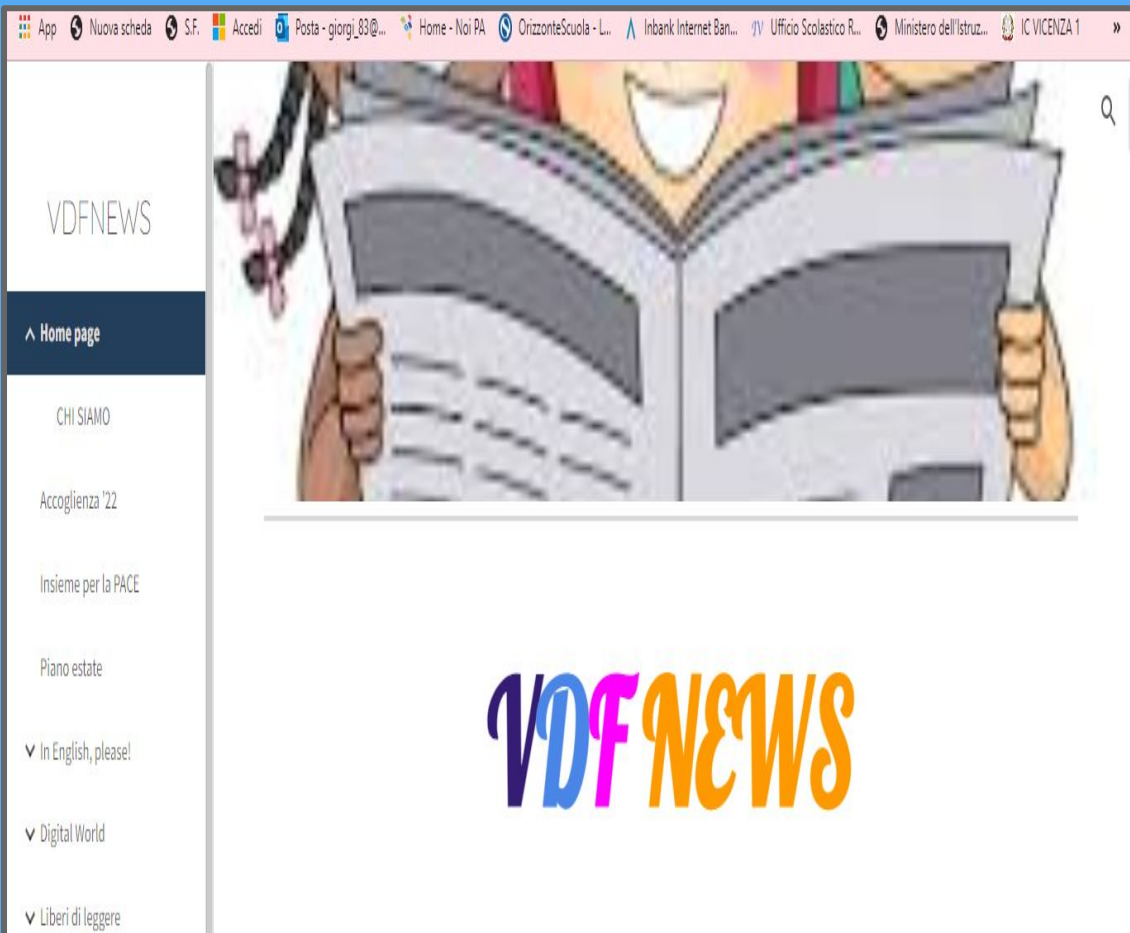 App Nuova scheda S.F. Accedi Posta - giorgi_83@... Home - Noi PA OrizzonteScuola - L... Inbank Internet Ban... Ufficio Scolastico R... Ministero dell'Istruz... IC VICENZA 1 »
VDFNEWS
Home page
CHI SIAMO
Accoglienza '22
Insieme per la PACE
Piano estate
In English, please!
Digital World
Liberi di leggere
VDF NEWS